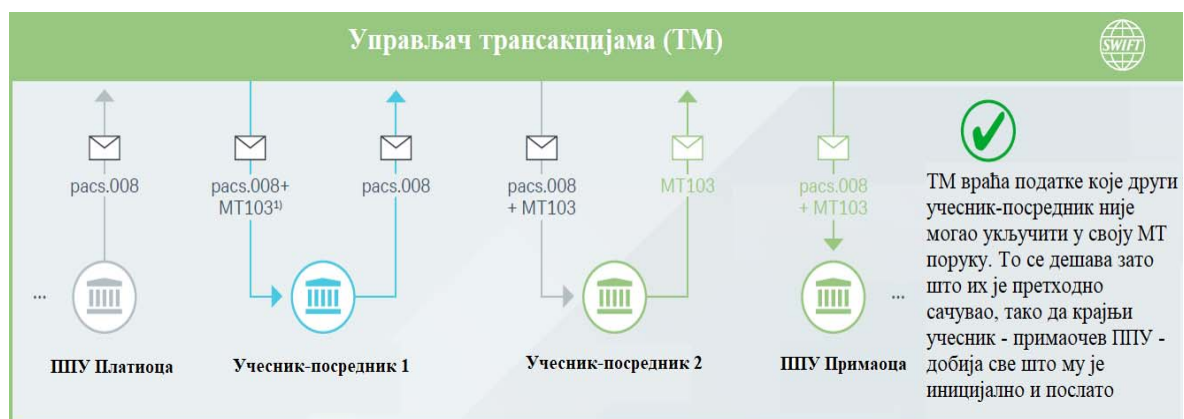 Управљач трансакцијама (ТМ)
SWIFT
pacs.008
pacs.008+
MT103¹⁾
pacs.008
pacs.008
+ MT103
MT103
pacs.008
+ MT103
...
...
ППУ Платиоца
Учесник-посредник 1
Учесник-посредник 2
ППУ Примаоца
ТМ враћа податке које други
учесник-посредник није
могао укључити у своју МТ
поруку. То се дешава зато
што их је претходно
сачувао, тако да крајњи
учесник - примаочев ППУ -
добија све што му је
иницијално и послато